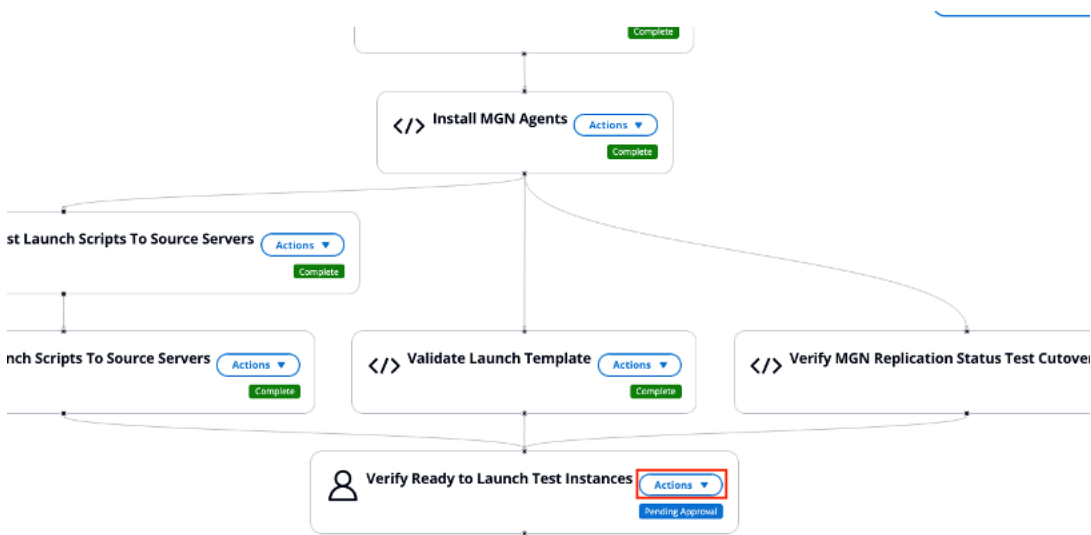 Complete
</> Install MGN Agents Actions ▼
Complete
st Launch Scripts To Source Servers Actions ▼
Complete
nch Scripts To Source Servers Actions ▼
Complete
</> Validate Launch Template Actions ▼
Complete
</> Verify MGN Replication Status Test Cutover
Verify Ready to Launch Test Instances Actions ▼
Pending Approval